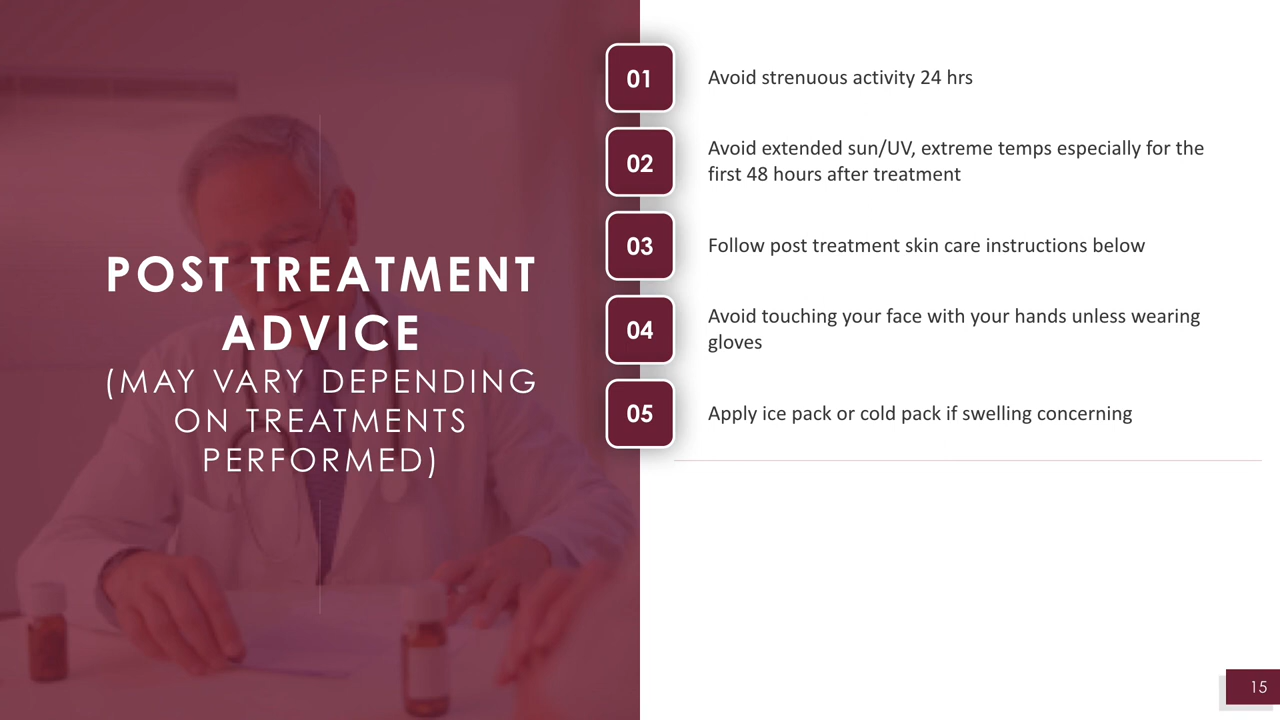 POST TREATMENT
ADVICE
(MAY VARY DEPENDING
ON TREATMENTS
PERFORMED)
01
Avoid strenuous activity 24 hrs
02
Avoid extended sun/UV, extreme temps especially for the
first 48 hours after treatment
03
Follow post treatment skin care instructions below
04
Avoid touching your face with your hands unless wearing
gloves
05
Apply ice pack or cold pack if swelling concerning
15